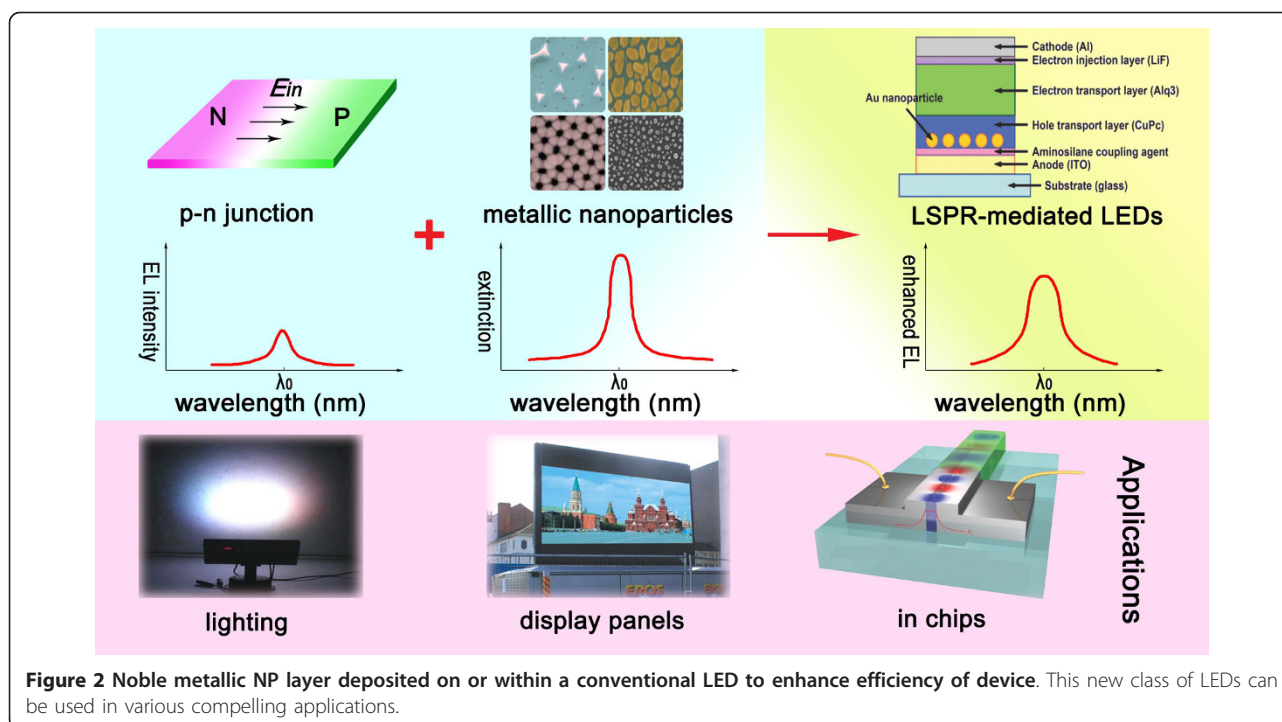 Ein
N
P
p-n junction
+
metallic nanoparticles
Cathode (Al)
Electron injection layer (LiF)
Electron transport layer (Alq3)
Au nanoparticle
Hole transport layer (CuPc)
Aminosilane coupling agent
Anode (ITO)
Substrate (glass)
LSPR-mediated LEDs
EL intensity
λ0
wavelength (nm)
extinction
λ0
wavelength (nm)
enhanced EL
λ0
wavelength (nm)
EROS
lighting
display panels
in chips
Applications
Figure 2 Noble metallic NP layer deposited on or within a conventional LED to enhance efficiency of device. This new class of LEDs can
be used in various compelling applications.